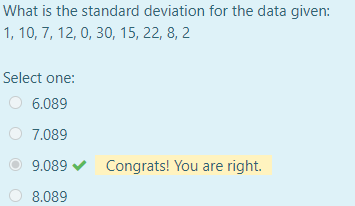 What is the standard deviation for the data given:
1, 10, 7, 12, 0, 30, 15, 22, 8, 2
Select one:
6.089
7.089
9.089 Congrats! You are right.
8.089